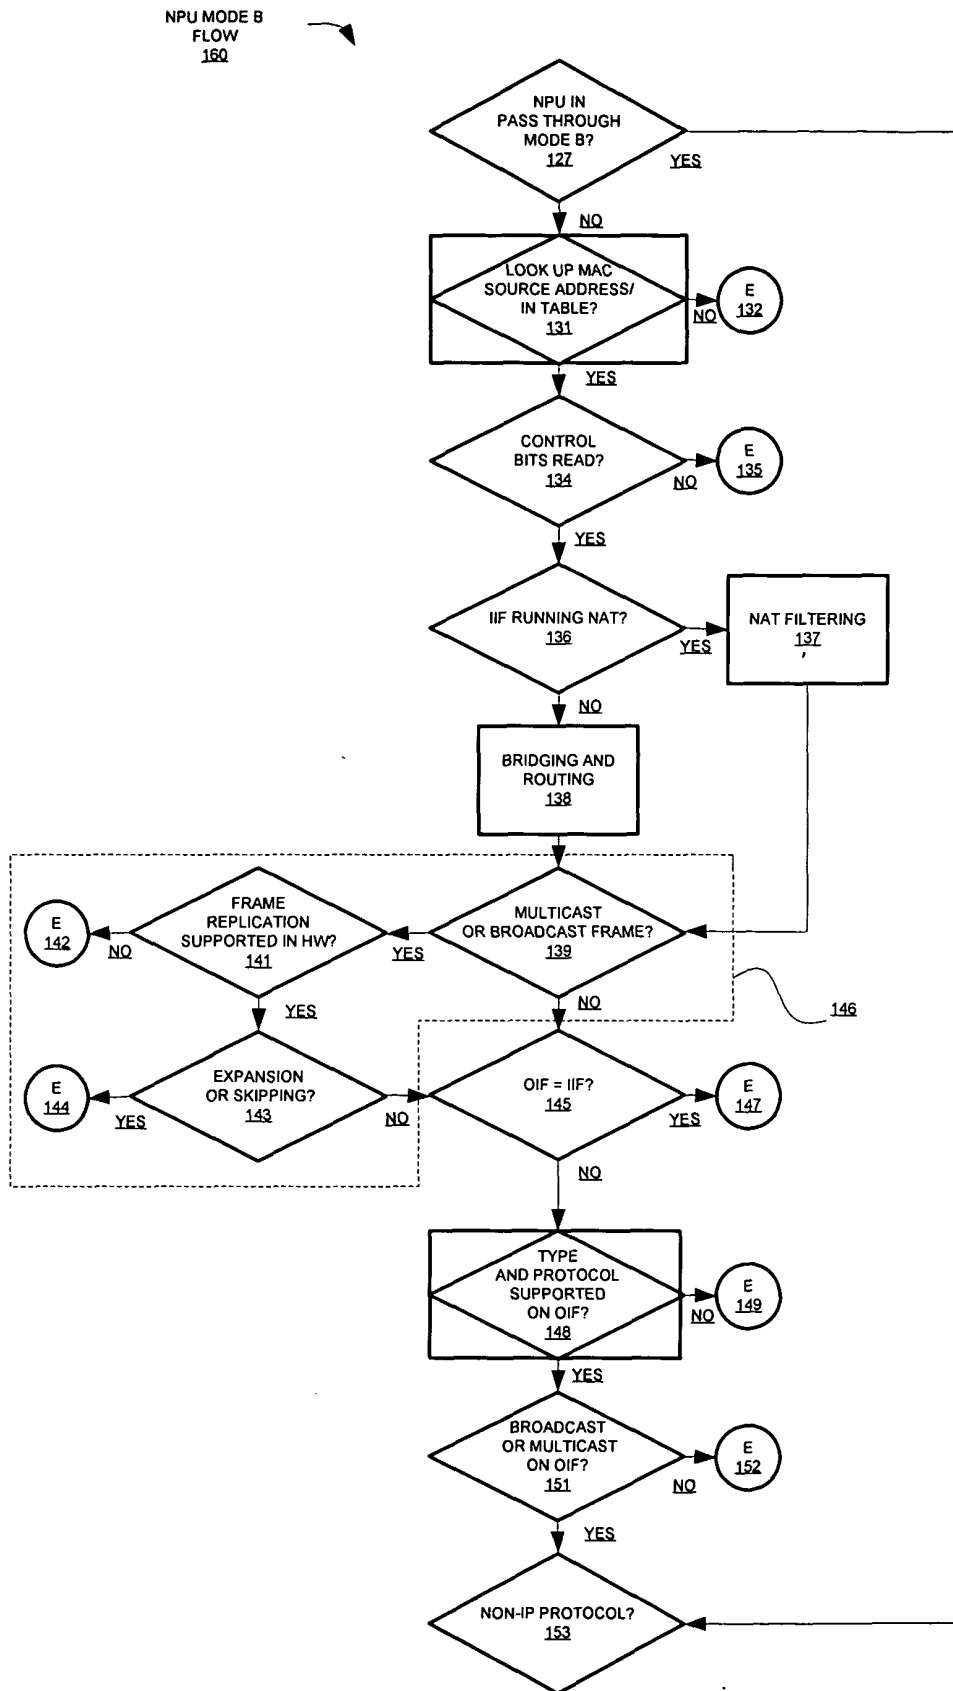 NPU MODE B
FLOW
160
NPU IN
PASS THROUGH
MODE B?
127
YES
NO
LOOK UP MAC
SOURCE ADDRESS/
IN TABLE?
131
NO
E
132
YES
CONTROL
BITS READ?
134
NO
E
135
YES
IIF RUNNING NAT?
136
YES
NAT FILTERING
137
NO
BRIDGING AND
ROUTING
138
MULTICAST
OR BROADCAST FRAME?
139
YES
FRAME
REPLICATION
SUPPORTED IN HW?
141
NO
E
142
YES
NO
146
EXPANSION
OR SKIPPING?
143
YES
E
144
NO
OIF = IIF?
145
YES
E
147
NO
TYPE
AND PROTOCOL
SUPPORTED
ON OIF?
148
NO
E
149
YES
BROADCAST
OR MULTICAST
ON OIF?
151
NO
E
152
YES
NON-IP PROTOCOL?
153